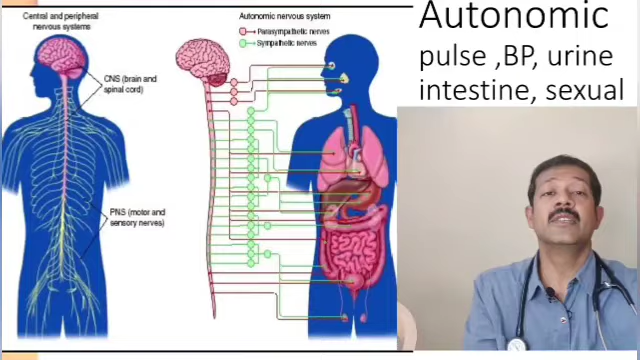 Central and peripheral
nervous systems
CNS (brain and
spinal cord)
PNS (motor and
sensory nerves)
Autonomic nervous system
Parasympathetic nerves
Sympathetic nerves
Autonomic
pulse ,BP, urine
intestine, sexual